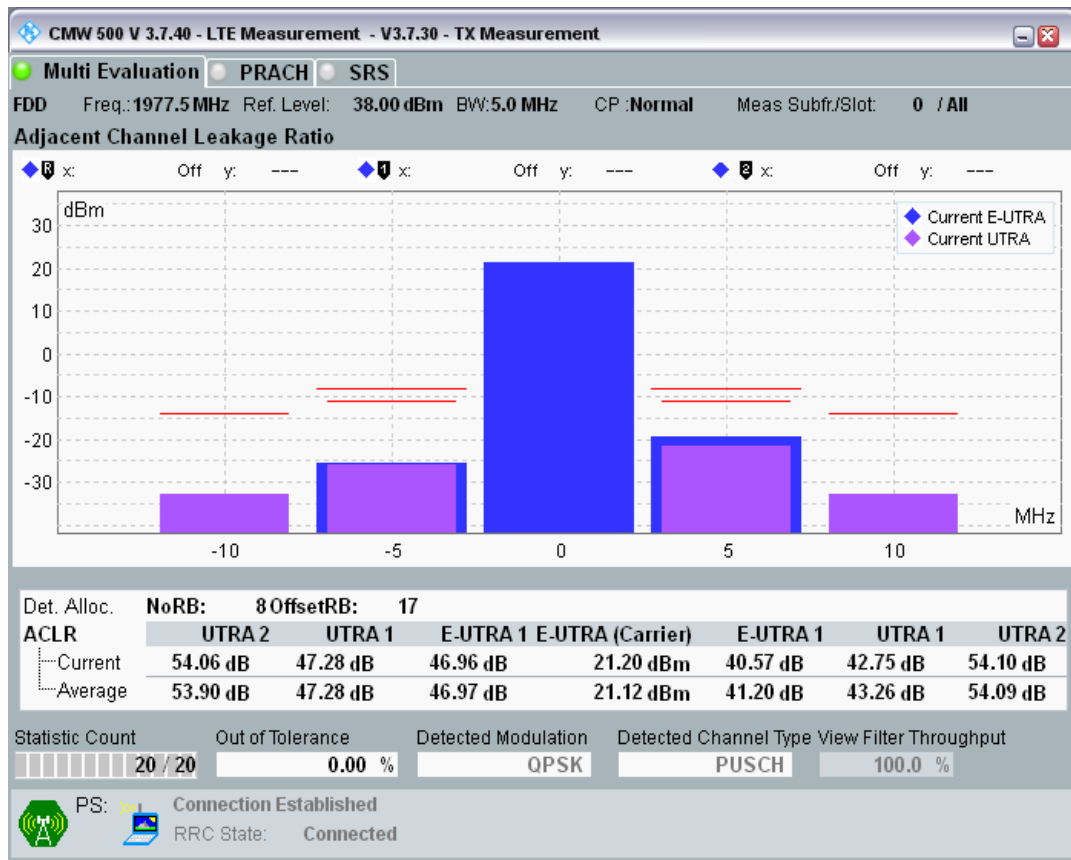 CMW 500 V 3.7.40 - LTE Measurement - V3.7.30 - TX Measurement
Multi Evaluation PRACH SRS
FDD Freq.:1977.5 MHz Ref. Level: 38.00 dBm BW:5.0 MHz CP :Normal Meas Subfr./Slot: 0 / All
Adjacent Channel Leakage Ratio
R x: Off y: --- 1 x: Off y: --- 2 x: Off y: ---
dBm
Current E-UTRA
Current UTRA
30
20
10
0
-10
-20
-30
MHz
-10 -5 0 5 10
Det. Alloc. NoRB: 8 OffsetRB: 17
ACLR UTRA 2 UTRA 1 E-UTRA 1 E-UTRA (Carrier) E-UTRA 1 UTRA 1 UTRA 2
Current 54.06 dB 47.28 dB 46.96 dB 21.20 dBm 40.57 dB 42.75 dB 54.10 dB
Average 53.90 dB 47.28 dB 46.97 dB 21.12 dBm 41.20 dB 43.26 dB 54.09 dB
Statistic Count Out of Tolerance Detected Modulation Detected Channel Type View Filter Throughput
20 / 20 0.00 % QPSK PUSCH 100.0 %
PS: Connection Established
RRC State: Connected